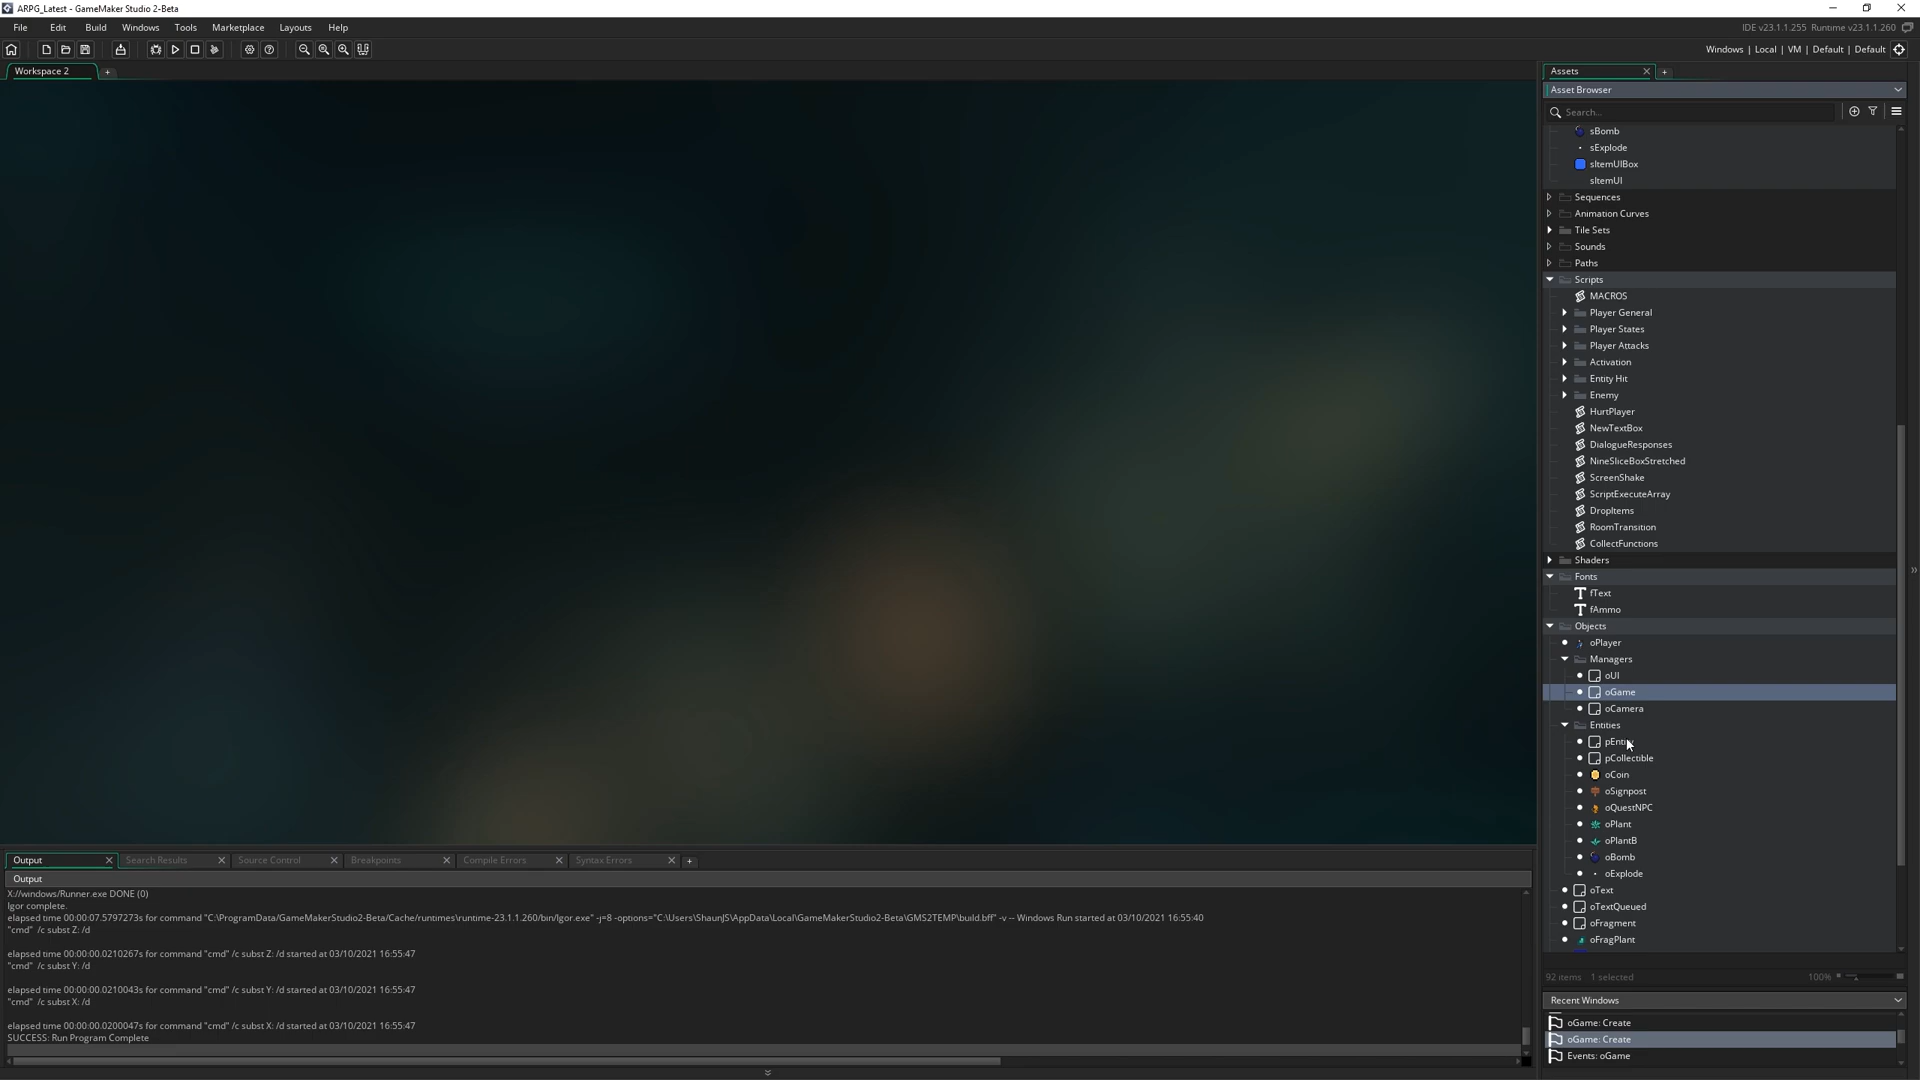 ARPG_Latest - GameMaker Studio 2-Beta
File Edit Build Windows Tools Marketplace Layouts Help
IDE v23.1.1.255 Runtime v23.1.1.260
Windows | Local | VM | Default | Default
Workspace 2
Assets
Asset Browser
Search...
sBomb
sExplode
sItemUIBox
sItemUI
Sequences
Animation Curves
Tile Sets
Sounds
Paths
Scripts
MACROS
Player General
Player States
Player Attacks
Activation
Entity Hit
Enemy
HurtPlayer
NewTextBox
DialogueResponses
NineSliceBoxStretched
ScreenShake
ScriptExecuteArray
DropItems
RoomTransition
CollectFunctions
Shaders
Fonts
fText
fAmmo
Objects
oPlayer
Managers
oUI
oGame
oCamera
Entities
pCollectible
oCoin
oSignpost
oQuestNPC
oPlant
oPlantB
oBomb
oExplode
oText
oTextQueued
oFragment
oFragPlant
92 items 1 selected
100%
Recent Windows
oGame: Create
oGame: Create
Events: oGame
Output Search Results Source Control Breakpoints Compile Errors Syntax Errors
Output
X://windows/Runner.exe DONE (0)
Igor complete.
elapsed time 00:00:07.5797273s for command "C:\ProgramData/GameMakerStudio2-Beta/Cache/runtimes\runtime-23.1.1.260/bin/Igor.exe" -j=8 -options="C:\Users\ShaunJS\AppData\Local\GameMakerStudio2-Beta\GMS2TEMP\build.bff" -v -- Windows Run started at 03/10/2021 16:55:40
"cmd" /c subst Z: /d
elapsed time 00:00:00.0210267s for command "cmd" /c subst Z: /d started at 03/10/2021 16:55:47
"cmd" /c subst Y: /d
elapsed time 00:00:00.0210043s for command "cmd" /c subst Y: /d started at 03/10/2021 16:55:47
"cmd" /c subst X: /d
elapsed time 00:00:00.0200047s for command "cmd" /c subst X: /d started at 03/10/2021 16:55:47
SUCCESS: Run Program Complete